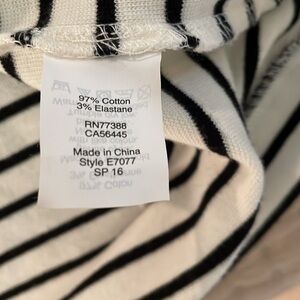 97% Cotton
3% Elastane
RN77388
CA56445
Made in China
Style E7077
SP 16